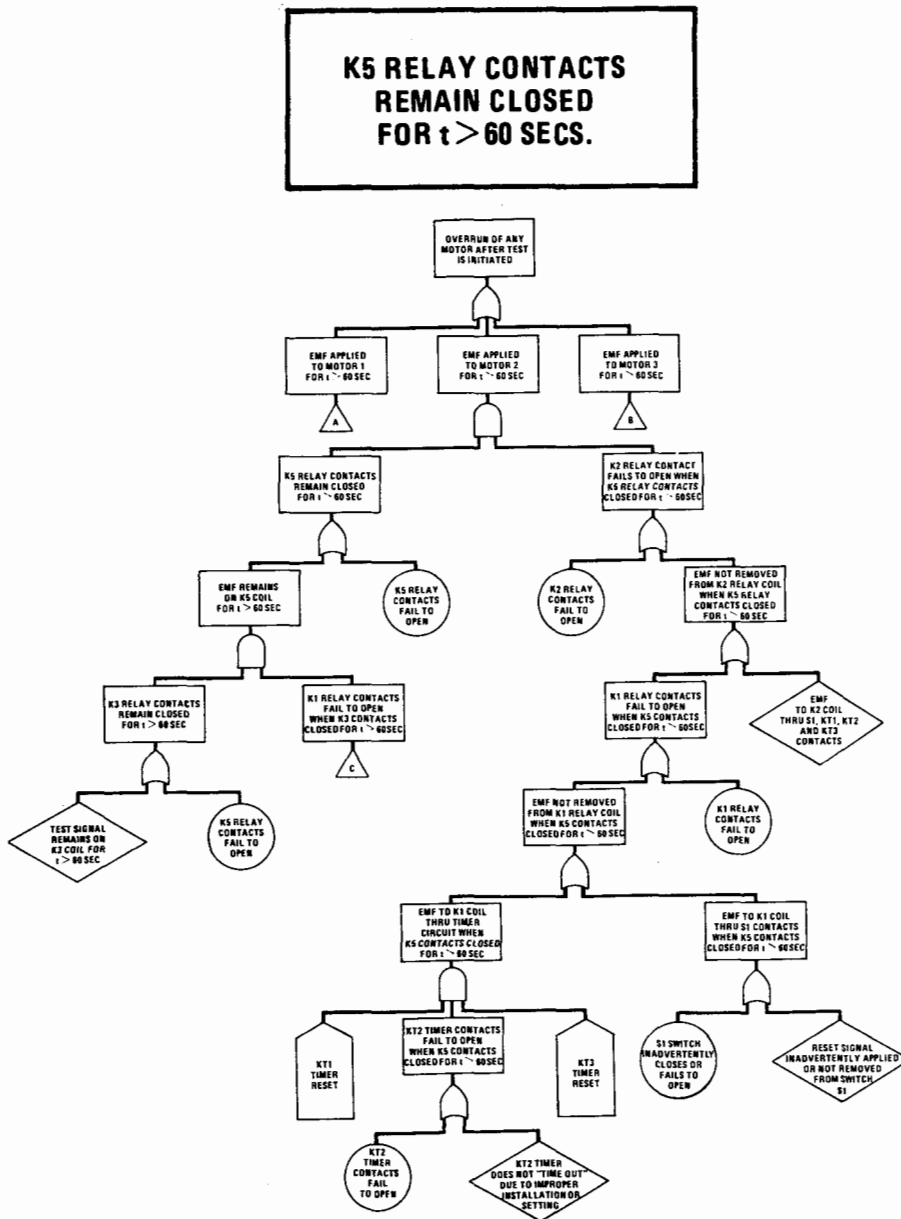 K5 RELAY CONTACTS
REMAIN CLOSED
FOR t > 60 SECS.
OVERRUN OF ANY
MOTOR AFTER TEST
IS INITIATED
EMF APPLIED
TO MOTOR 1
FOR t > 60 SEC
EMF APPLIED
TO MOTOR 2
FOR t > 60 SEC
EMF APPLIED
TO MOTOR 3
FOR t > 60 SEC
A
B
K5 RELAY CONTACTS
REMAIN CLOSED
FOR t > 60 SEC
K2 RELAY CONTACT
FAILS TO OPEN WHEN
K5 RELAY CONTACTS
CLOSED FOR t > 60 SEC
EMF REMAINS
ON K5 COIL
FOR t > 60 SEC
K5 RELAY
CONTACTS
FAIL TO
OPEN
K2 RELAY
CONTACTS
FAIL TO
OPEN
EMF NOT REMOVED
FROM K2 RELAY COIL
WHEN K5 RELAY
CONTACTS CLOSED
FOR t > 60 SEC
K3 RELAY CONTACTS
REMAIN CLOSED
FOR t > 60 SEC
K1 RELAY CONTACTS
FAIL TO OPEN
WHEN K3 CONTACTS
CLOSED FOR t > 60 SEC
K1 RELAY CONTACTS
FAIL TO OPEN
WHEN K5 CONTACTS
CLOSED FOR t > 60 SEC
EMF
TO K2 COIL
THRU S1, KT1, KT2
AND KT3
CONTACTS
C
TEST SIGNAL
REMAINS ON
K3 COIL FOR
t > 60 SEC
K5 RELAY
CONTACTS
FAIL TO
OPEN
EMF NOT REMOVED
FROM K1 RELAY COIL
WHEN K5 CONTACTS
CLOSED FOR t > 60 SEC
K1 RELAY
CONTACTS
FAIL TO
OPEN
EMF TO K1 COIL
THRU TIMER
CIRCUIT WHEN
K5 CONTACTS CLOSED
FOR t > 60 SEC
EMF TO K1 COIL
THRU S1 CONTACTS
WHEN K5 CONTACTS
CLOSED FOR t > 60 SEC
KT1
TIMER
RESET
KT2 TIMER CONTACTS
FAIL TO OPEN
WHEN K5 CONTACTS
CLOSED FOR t > 60 SEC
KT3
TIMER
RESET
S1 SWITCH
INADVERTENTLY
CLOSES OR
FAILS TO
OPEN
RESET SIGNAL
INADVERTENTLY APPLIED
OR NOT REMOVED
FROM SWITCH
S1
KT2
TIMER
CONTACTS
FAIL
TO OPEN
KT2 TIMER
DOES NOT "TIME OUT"
DUE TO IMPROPER
INSTALLATION OR
SETTING